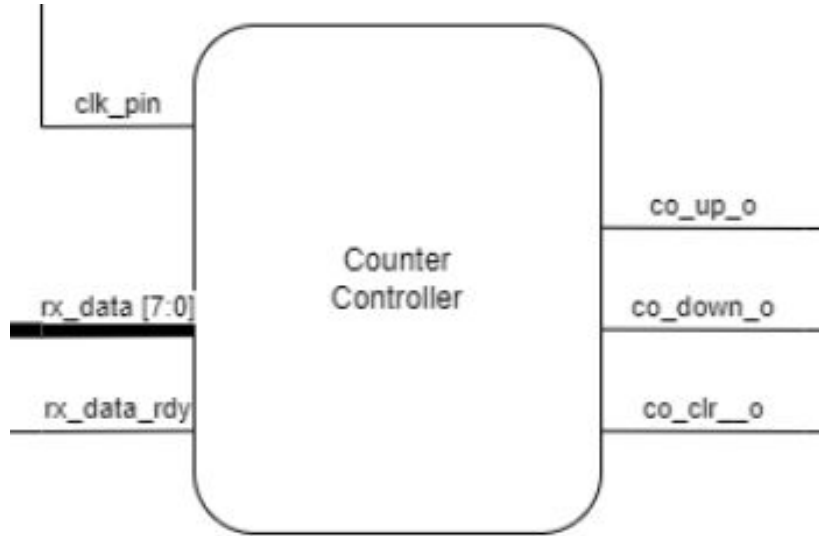 clk_pin
co_up_o
Counter
Controller
rx_data [7:0]
co_down_o
rx_data_rdy
co_clr__o